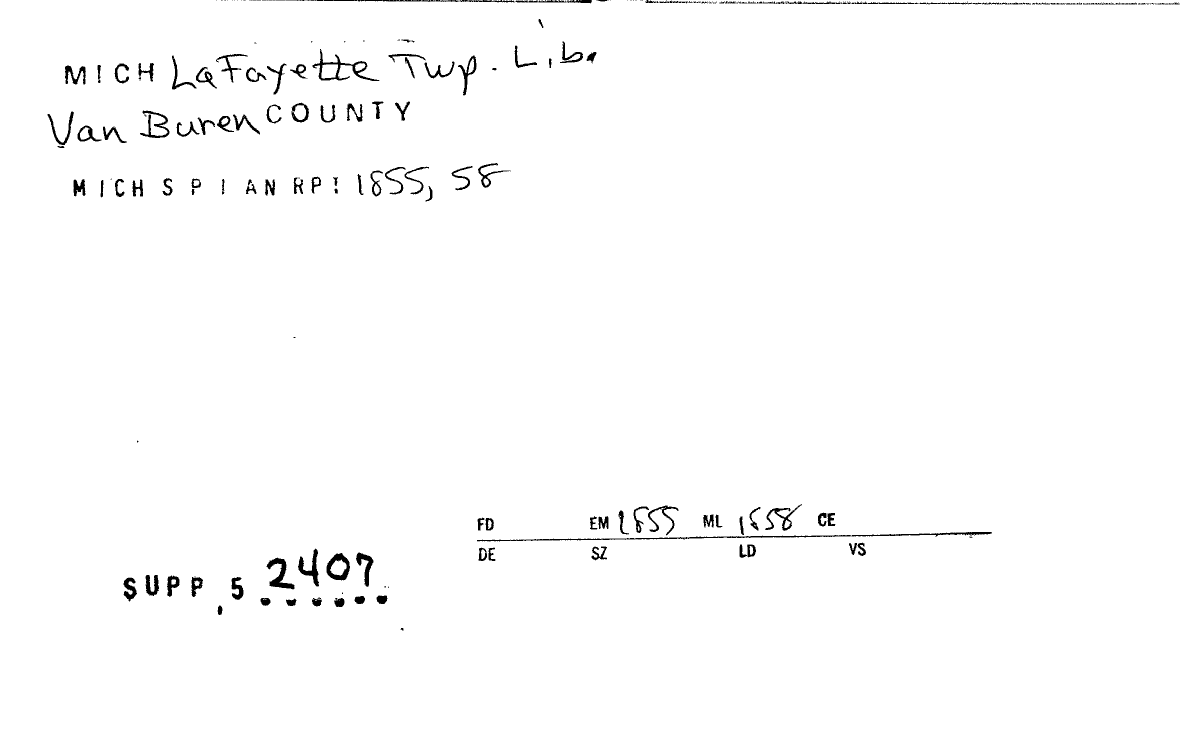 MICH LaFayette Twp. Lib.
Van Buren COUNTY
MICH S P I AN RPT 1855, 58
FD EM 1855 ML 1858 CE
DE SZ LD VS
SUPP, 5 2407